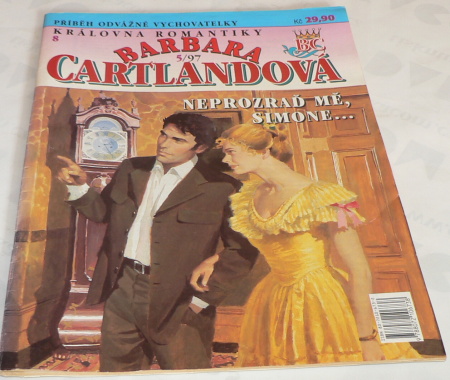 PŘÍBĚH ODVÁŽNÉ VYCHOVATELKY
Kč 29,90
KRÁLOVNA ROMANTIKY
8
BARBARA
BC
5/97
CARTLANDOVÁ
NEPROZRAĎ MĚ,
SIMONE...